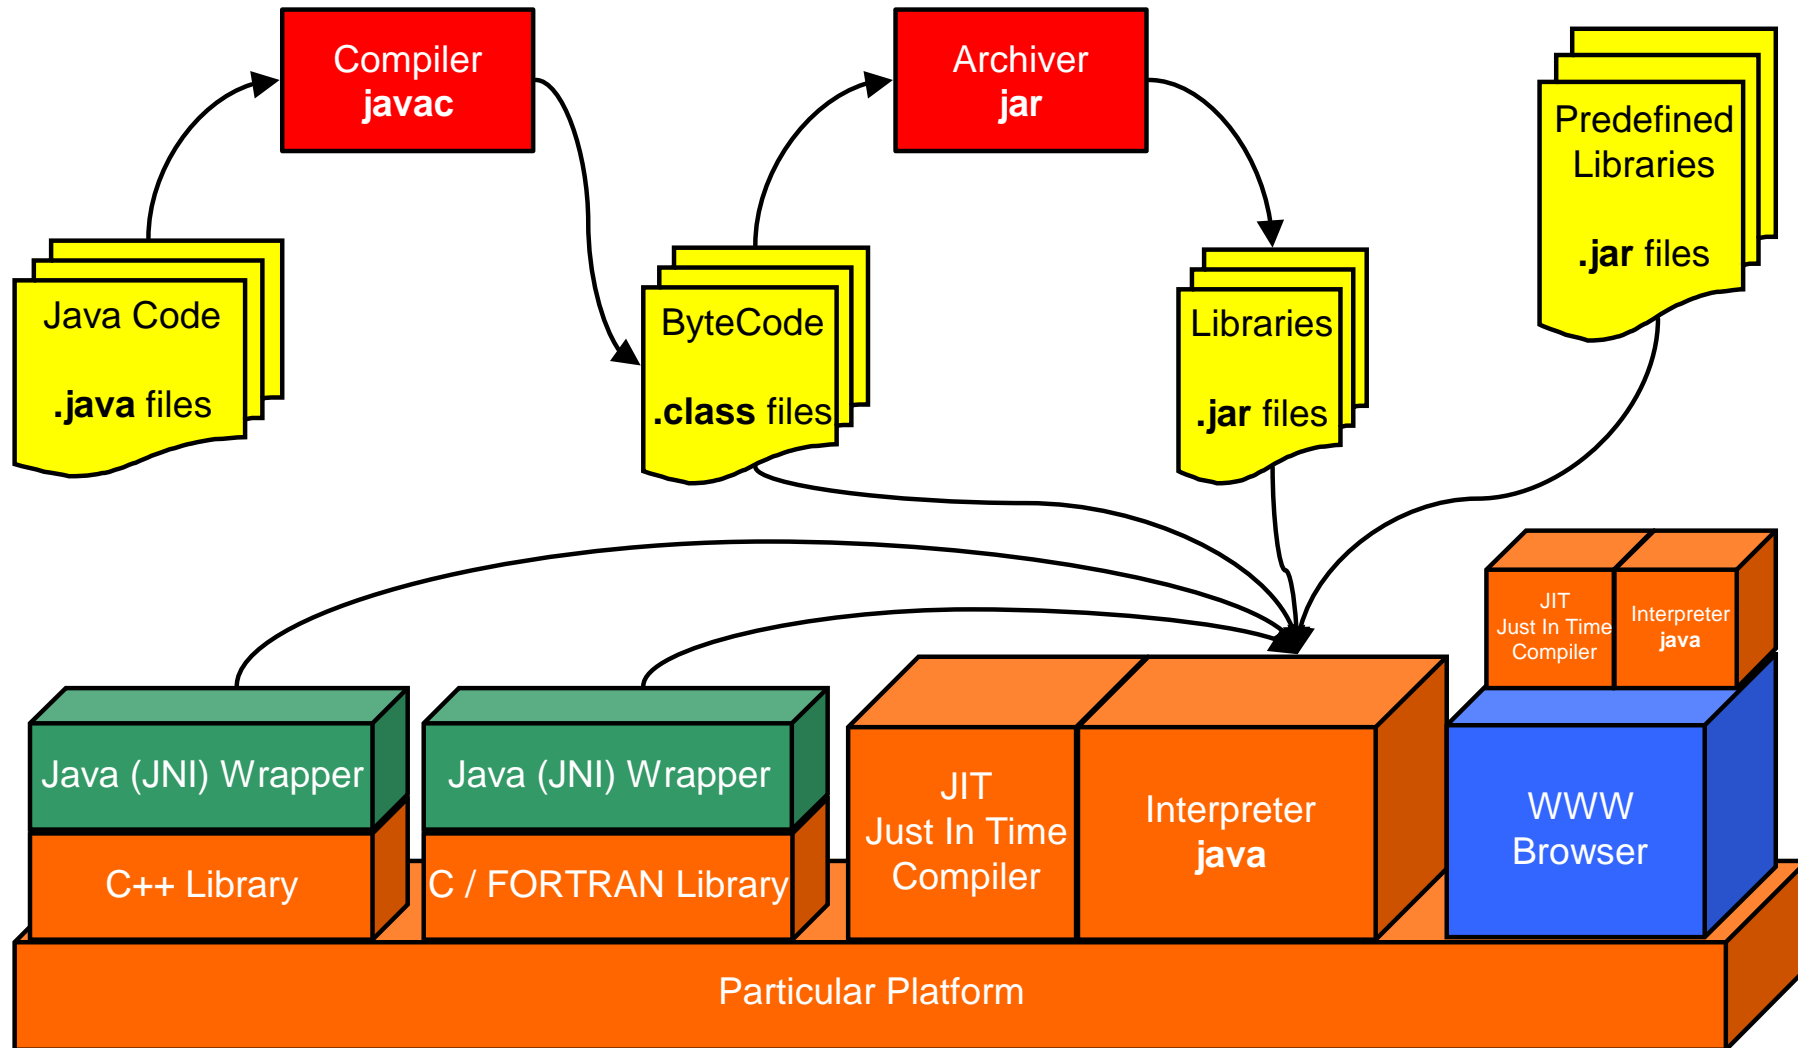 Compiler
javac
Archiver
jar
Predefined
Libraries
.jar files
Java Code
.java files
ByteCode
.class files
Libraries
.jar files
JIT
Just In Time
Compiler
Interpreter
java
Java (JNI) Wrapper
C++ Library
Java (JNI) Wrapper
C / FORTRAN Library
JIT
Just In Time
Compiler
Interpreter
java
WWW
Browser
Particular Platform